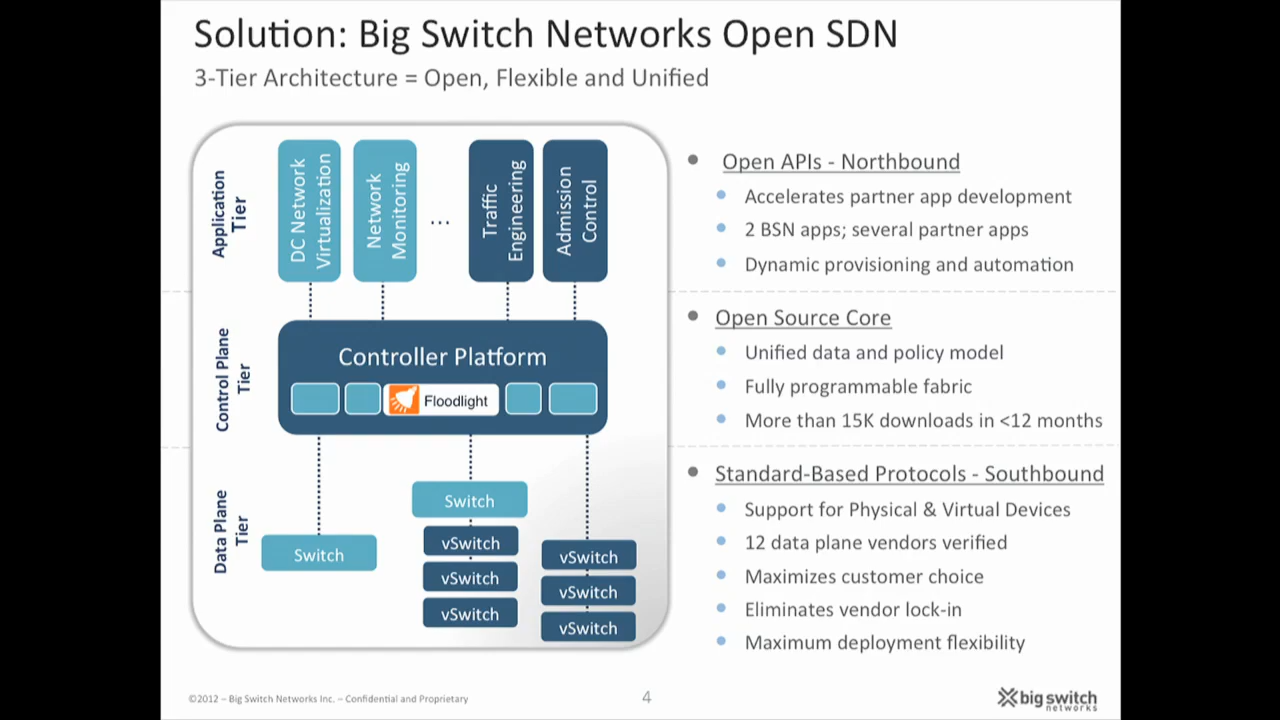 Solution: Big Switch Networks Open SDN
3-Tier Architecture = Open, Flexible and Unified
Application
Tier
DC Network
Virtualization
Network
Monitoring
...
Traffic
Engineering
Admission
Control
Control Plane
Tier
Controller Platform
Floodlight
Data Plane
Tier
Switch
Switch
vSwitch
vSwitch
vSwitch
vSwitch
vSwitch
vSwitch
Open APIs - Northbound
Accelerates partner app development
2 BSN apps; several partner apps
Dynamic provisioning and automation
Open Source Core
Unified data and policy model
Fully programmable fabric
More than 15K downloads in <12 months
Standard-Based Protocols - Southbound
Support for Physical & Virtual Devices
12 data plane vendors verified
Maximizes customer choice
Eliminates vendor lock-in
Maximum deployment flexibility
©2012 – Big Switch Networks Inc. – Confidential and Proprietary
4
big switch
networks